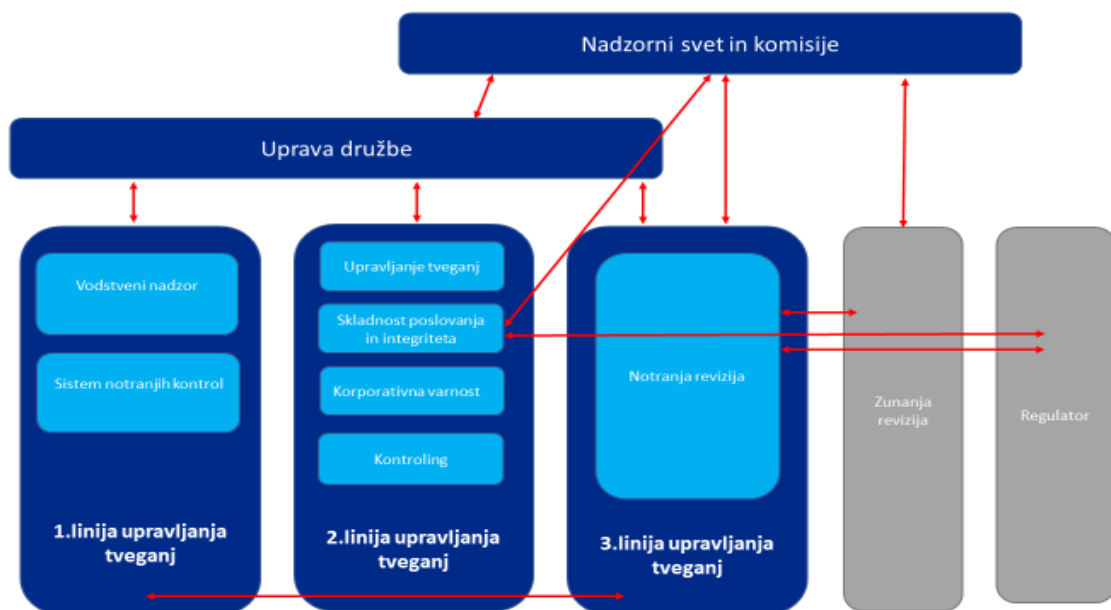 Nadzorni svet in komisije
Uprava družbe
Vodstveni nadzor
Sistem notranjih kontrol
1.linija upravljanja
tveganj
Upravljanje tveganj
Skladnost poslovanja
in integriteta
Korporativna varnost
Kontroling
2.linija upravljanja
tveganj
Notranja revizija
3.linija upravljanja
tveganj
Zunanja
revizija
Regulator